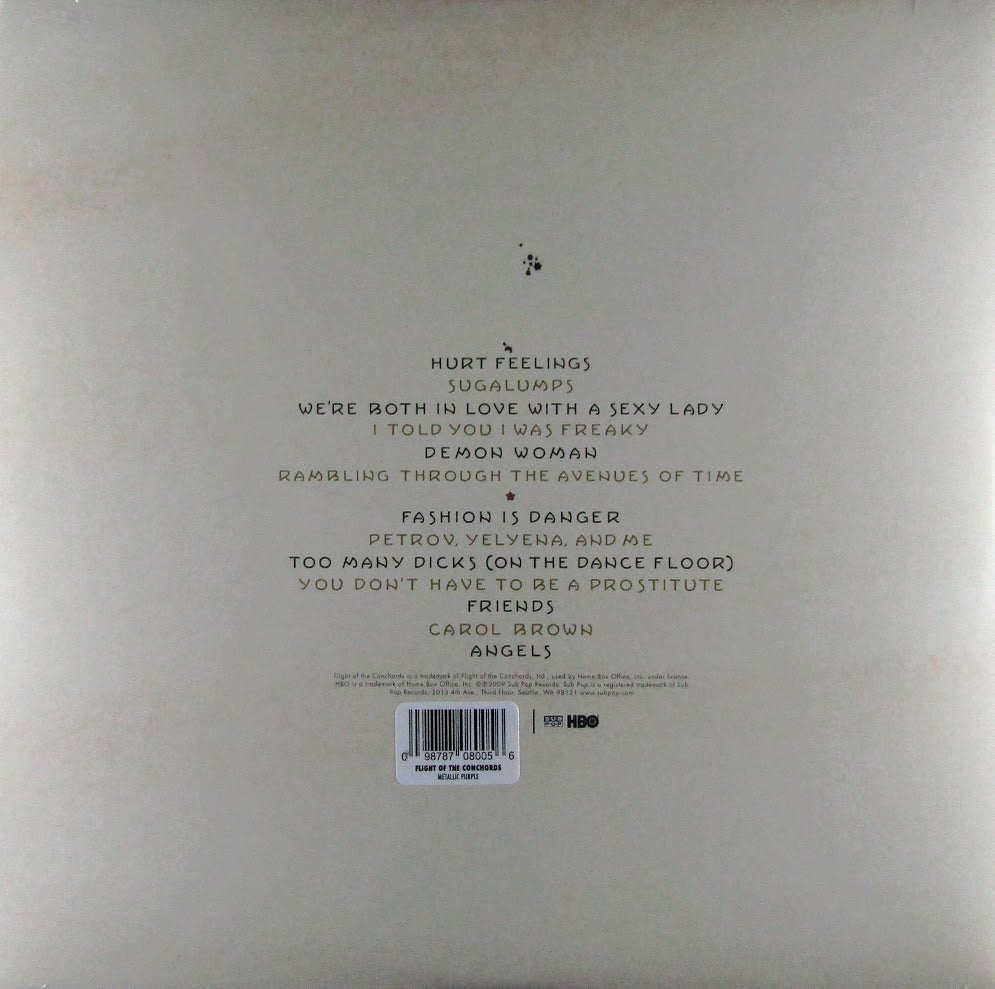 HURT FEELINGS
SUGALUMPS
WE'RE BOTH IN LOVE WITH A SEXY LADY
I TOLD YOU I WAS FREAKY
DEMON WOMAN
RAMBLING THROUGH THE AVENUES OF TIME
FASHION IS DANGER
PETROV, YELYENA, AND ME
TOO MANY DICKS (ON THE DANCE FLOOR)
YOU DON'T HAVE TO BE A PROSTITUTE
FRIENDS
CAROL BROWN
ANGELS
Flight of the Conchords is a trademark of Flight of the Conchords, Ltd., used by Home Box Office, Inc. under license.
HBO is a trademark of Home Box Office, Inc. ©℗2009 Sub Pop Records. Sub Pop is a registered trademark of Sub
Pop Records, 2013 4th Ave., Third Floor, Seattle, WA 98121 www.subpop.com
SUB
POP HBO
0 98787 08005 6
FLIGHT OF THE CONCHORDS
METALLIC PURPLE